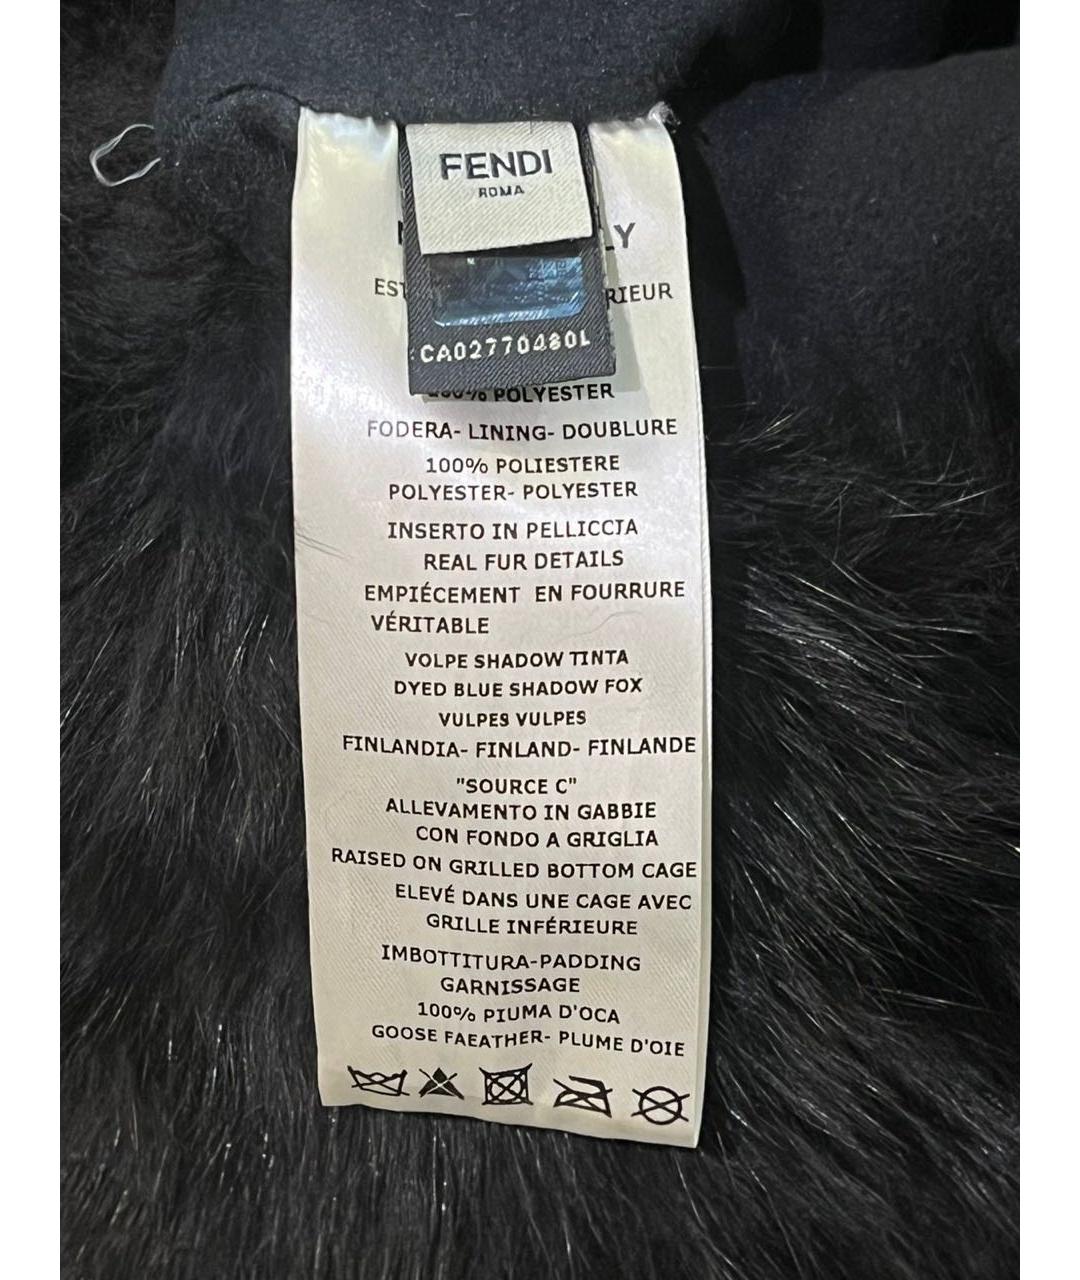 FENDI
ROMA
CA02770480L
POLYESTER
FODERA- LINING- DOUBLURE
100% POLIESTERE
POLYESTER- POLYESTER
INSERTO IN PELLICCIA
REAL FUR DETAILS
EMPIÉCEMENT EN FOURRURE
VÉRITABLE
VOLPE SHADOW TINTA
DYED BLUE SHADOW FOX
VULPES VULPES
FINLANDIA- FINLAND- FINLANDE
"SOURCE C"
ALLEVAMENTO IN GABBIE
CON FONDO A GRIGLIA
RAISED ON GRILLED BOTTOM CAGE
ELEVÉ DANS UNE CAGE AVEC
GRILLE INFÉRIEURE
IMBOTTITURA-PADDING
GARNISSAGE
100% PIUMA D'OCA
GOOSE FAEATHER- PLUME D'OIE